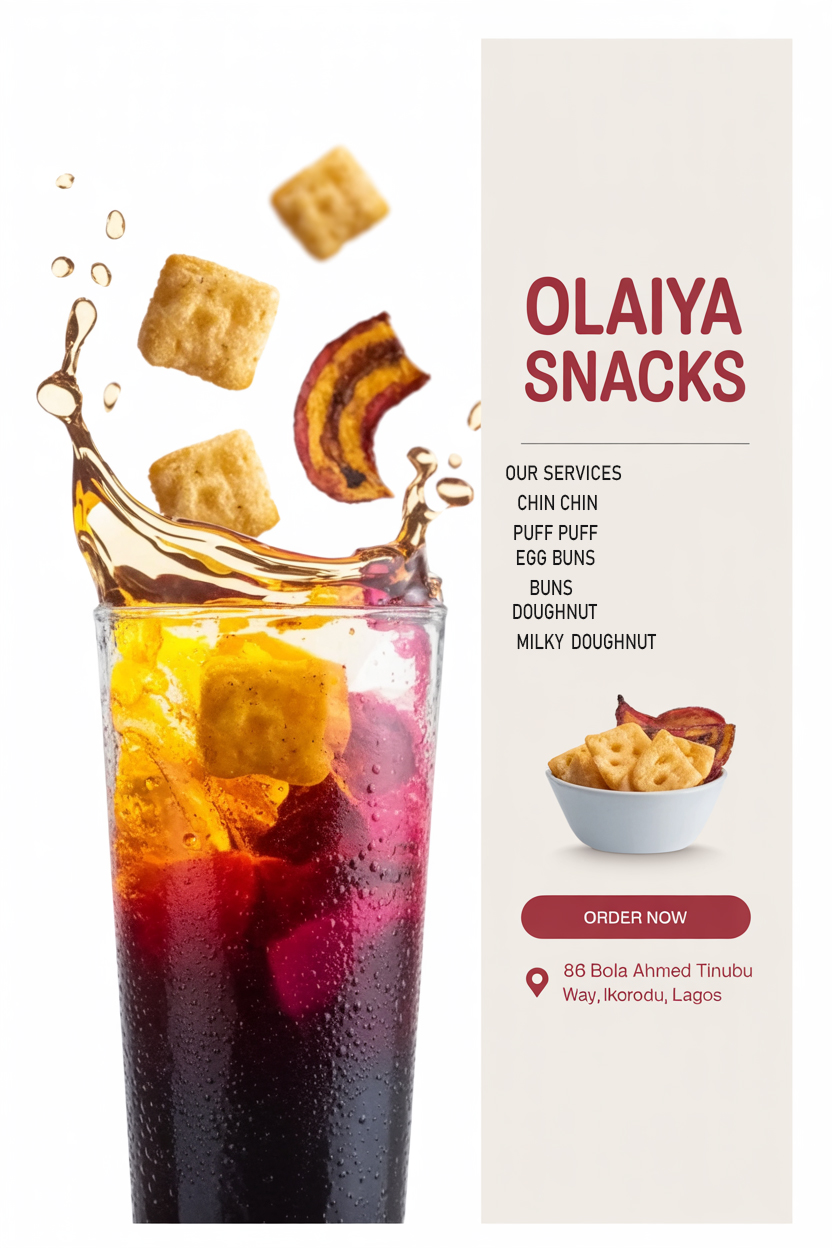 OLAIYA
SNACKS
OUR SERVICES
CHIN CHIN
PUFF PUFF
EGG BUNS
BUNS
DOUGHNUT
MILKY DOUGHNUT
ORDER NOW
86 Bola Ahmed Tinubu
Way, Ikorodu, Lagos